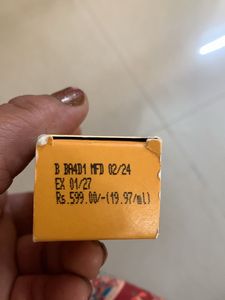 B BA4D1 MFD 02/24
EX 01/27
Rs.599.00/-(19.97/ml)